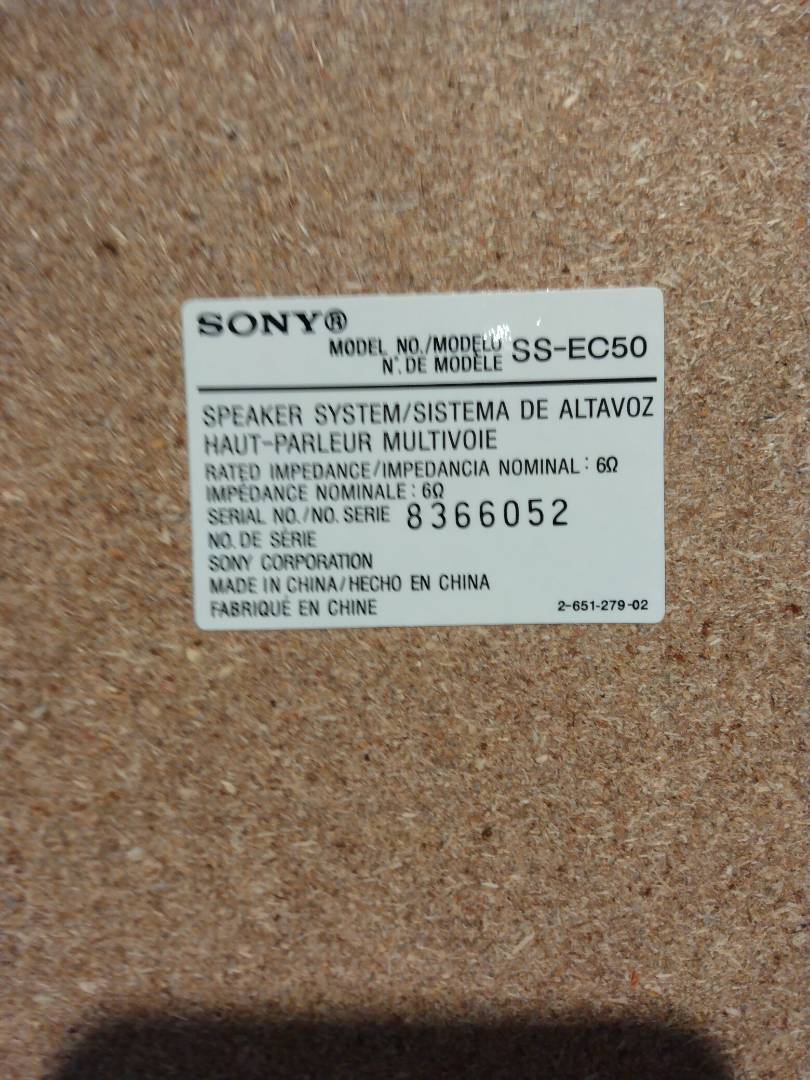 SONY®
MODEL NO./MODELO SS-EC50
N°. DE MODÈLE
SPEAKER SYSTEM/SISTEMA DE ALTAVOZ
HAUT-PARLEUR MULTIVOIE
RATED IMPEDANCE/IMPEDANCIA NOMINAL : 6Ω
IMPÉDANCE NOMINALE : 6Ω
SERIAL NO./NO. SERIE 8366052
NO. DE SÉRIE
SONY CORPORATION
MADE IN CHINA/HECHO EN CHINA
FABRIQUÉ EN CHINE 2-651-279-02